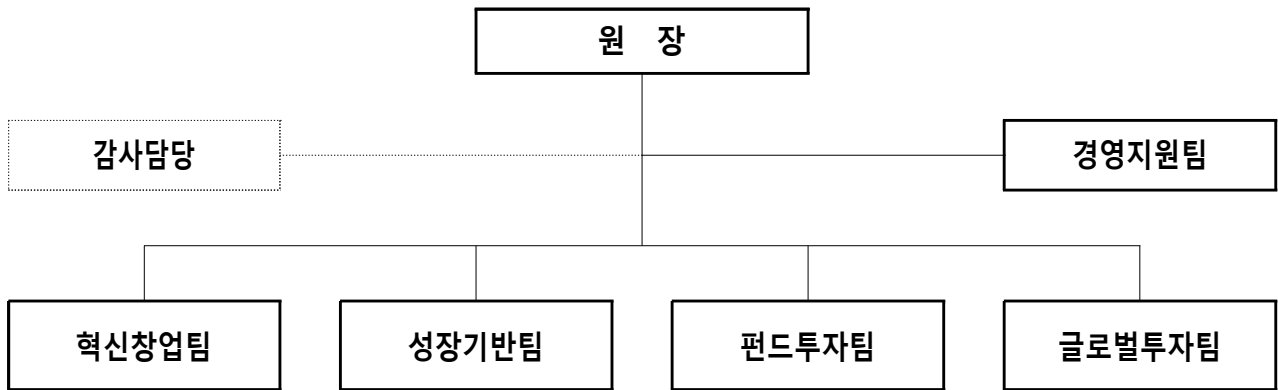 원 장
감사담당
경영지원팀
혁신창업팀
성장기반팀
펀드투자팀
글로벌투자팀